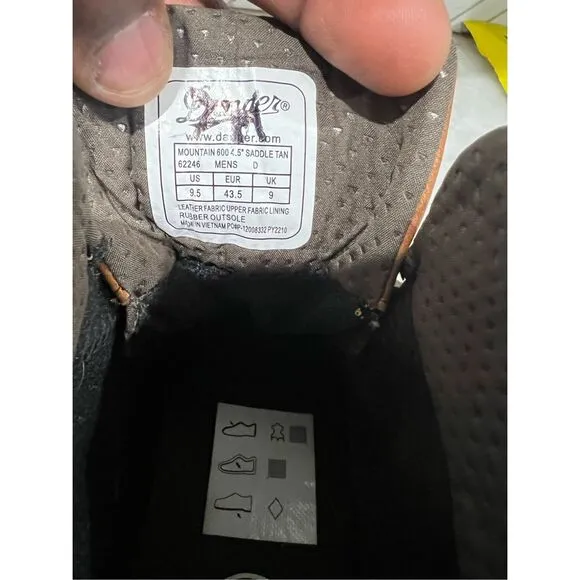 Danner®
www.danner.com
MOUNTAIN 600 4.5" SADDLE TAN
62246 MENS D
US EUR UK
9.5 43.5 9
LEATHER FABRIC UPPER FABRIC LINING
RUBBER OUTSOLE
MADE IN VIETNAM PO#P-12008332 PY2210